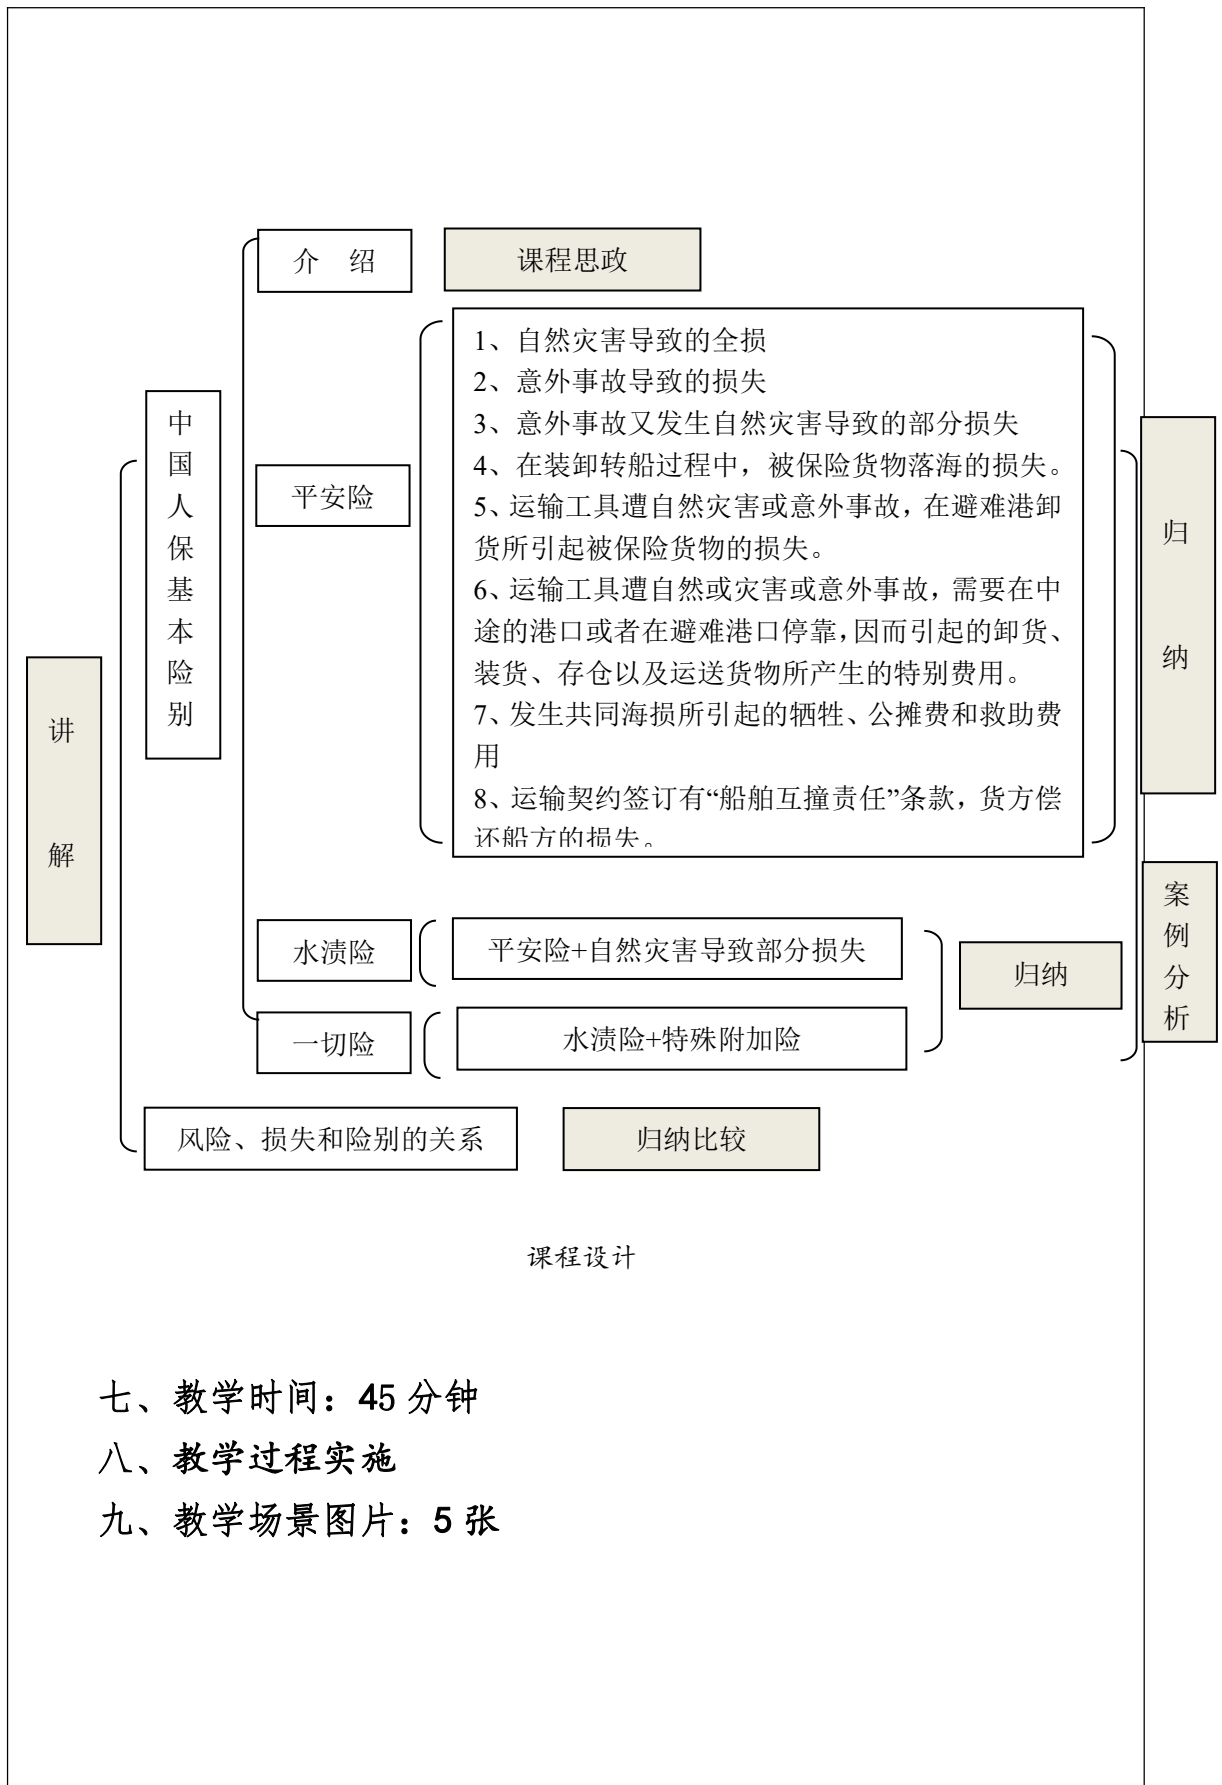 介 绍
课程思政
1、自然灾害导致的全损
2、意外事故导致的损失
3、意外事故又发生自然灾害导致的部分损失
4、在装卸转船过程中，被保险货物落海的损失。
5、运输工具遭自然灾害或意外事故，在避难港卸
货所引起被保险货物的损失。
6、运输工具遭自然或灾害或意外事故，需要在中
途的港口或者在避难港口停靠，因而引起的卸货、
装货、存仓以及运送货物所产生的特别费用。
7、发生共同海损所引起的牺牲、公摊费和救助费
用
8、运输契约签订有“船舶互撞责任”条款，货方偿
还船方的损失。
平安险
中国人保基本险别
讲解
归纳
案例分析
水渍险
平安险+自然灾害导致部分损失
归纳
一切险
水渍险+特殊附加险
风险、损失和险别的关系
归纳比较
课程设计
七、教学时间：45 分钟
八、教学过程实施
九、教学场景图片：5 张